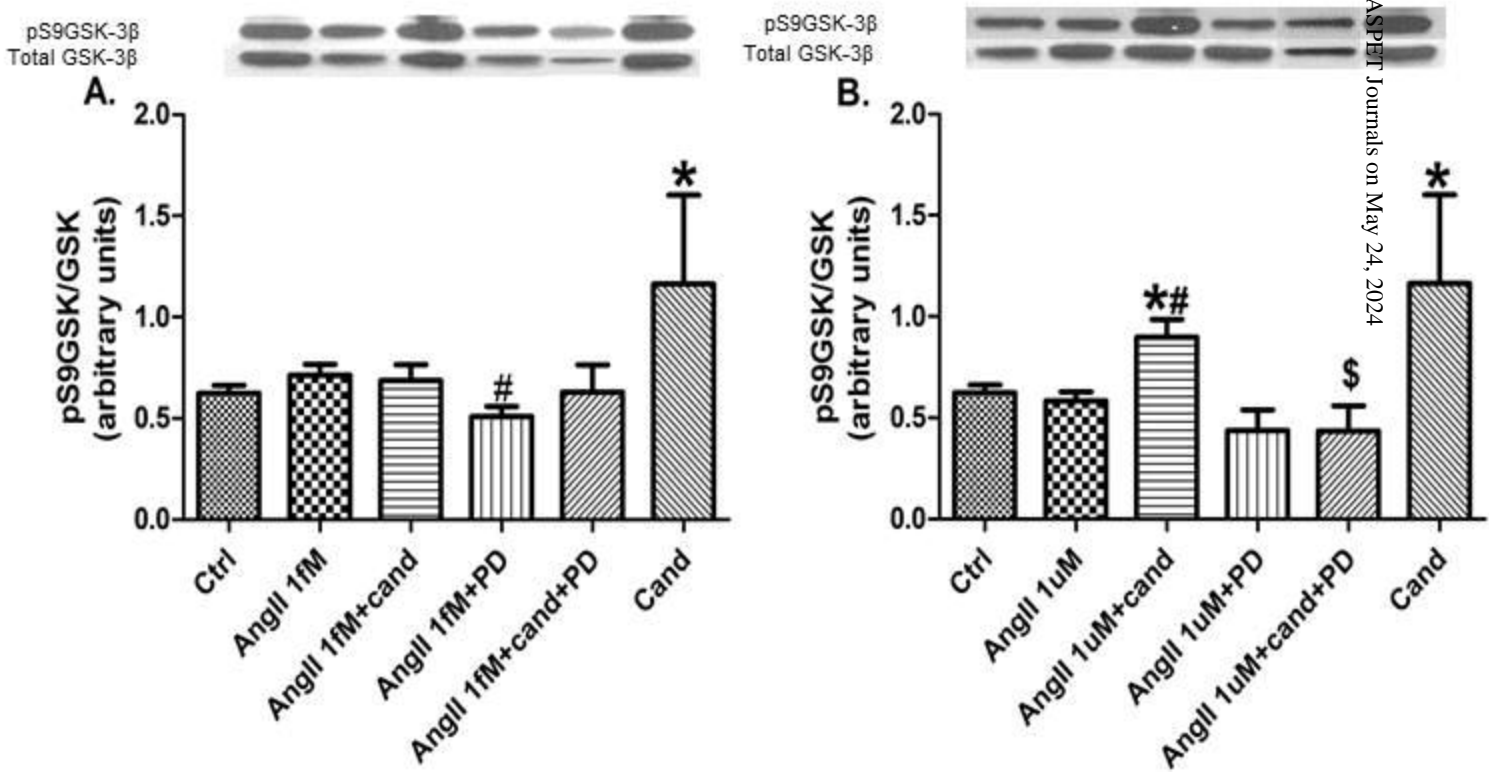 pS9GSK-3β
Total GSK-3β
A.
pS9GSK/GSK
(arbitrary units)
2.0
1.5
1.0
0.5
0.0
#
*
Ctrl
AngII 1fM
AngII 1fM+cand
AngII 1fM+PD
AngII 1fM+cand+PD
Cand
pS9GSK-3β
Total GSK-3β
B.
pS9GSK/GSK
(arbitrary units)
2.0
1.5
1.0
0.5
0.0
*#
$
*
Ctrl
AngII 1uM
AngII 1uM+cand
AngII 1uM+PD
AngII 1uM+cand+PD
Cand
ASPET Journals on May 24, 2024